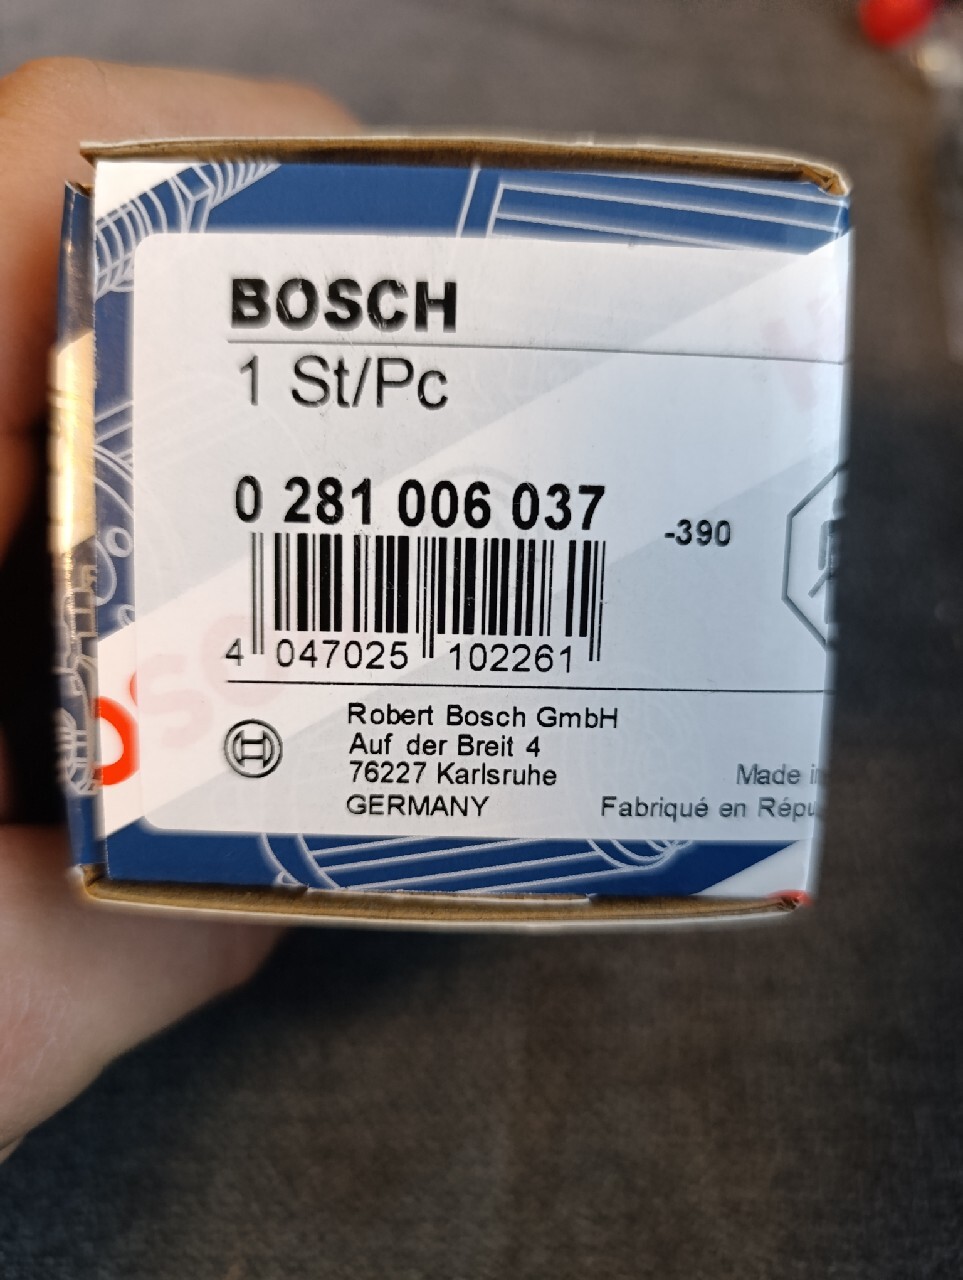 BOSCH
1 St/Pc
0 281 006 037
-390
4 047025 102261
Robert Bosch GmbH
Auf der Breit 4
76227 Karlsruhe
GERMANY
Made
Fabriqué en